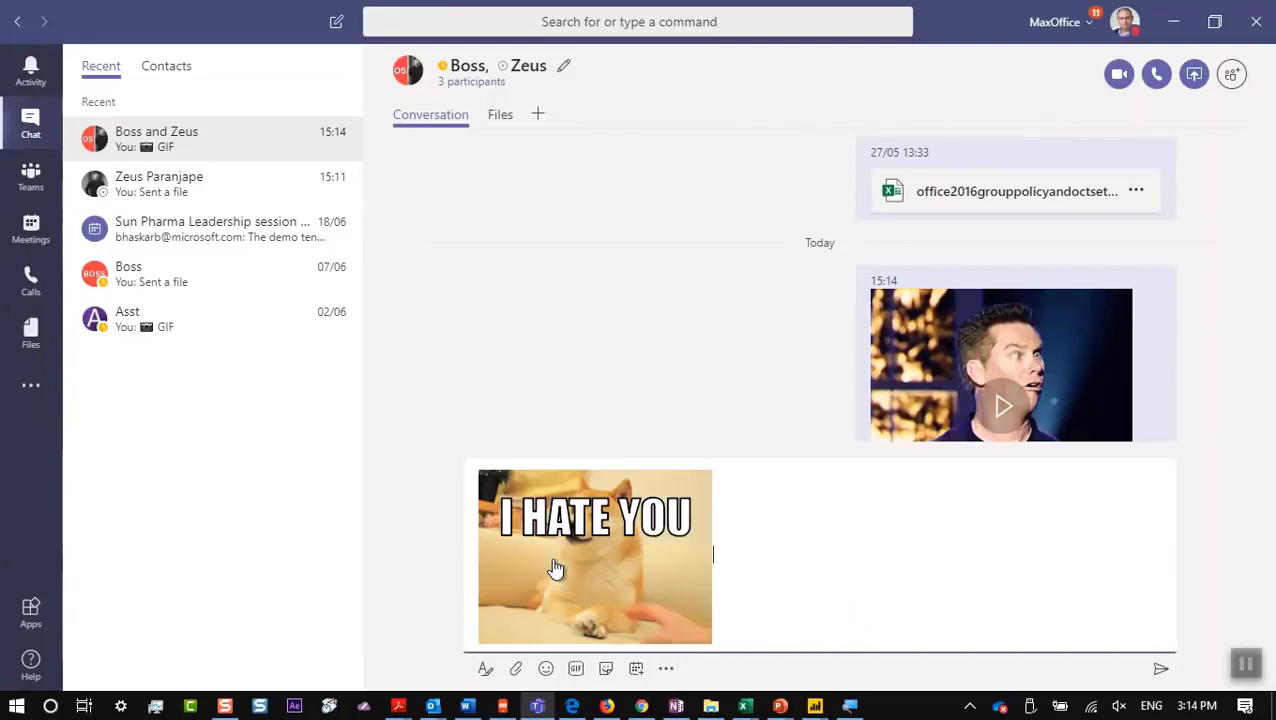 Search for or type a command
MaxOffice
11
Activity
Chat
Teams
Meetings
Calls
Files
Apps
Help
Recent Contacts
Recent
Boss and Zeus 15:14
You: GIF
Zeus Paranjape 15:11
You: Sent a file
Sun Pharma Leadership session ... 18/06
bhaskarb@microsoft.com: The demo ten...
BOSS
Boss 07/06
You: Sent a file
A
Asst 02/06
You: GIF
Boss, Zeus
3 participants
Conversation Files
27/05 13:33
office2016grouppolicyandoctset...
Today
15:14
I HATE YOU
GIF
3:14 PM